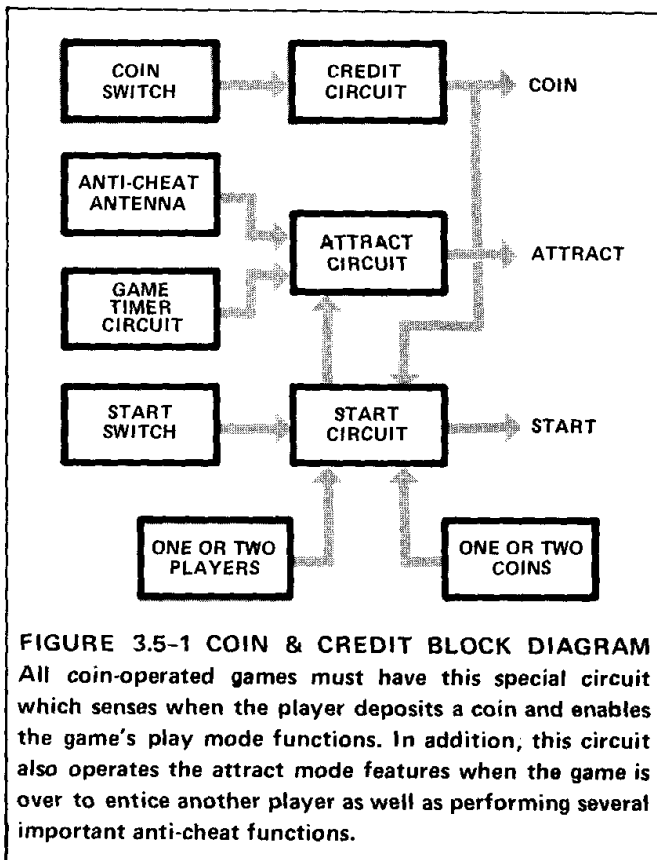 COIN
SWITCH
CREDIT
CIRCUIT
COIN
ANTI-CHEAT
ANTENNA
ATTRACT
CIRCUIT
ATTRACT
GAME
TIMER
CIRCUIT
START
SWITCH
START
CIRCUIT
START
ONE OR TWO
PLAYERS
ONE OR TWO
COINS
FIGURE 3.5-1 COIN & CREDIT BLOCK DIAGRAM
All coin-operated games must have this special circuit
which senses when the player deposits a coin and enables
the game's play mode functions. In addition, this circuit
also operates the attract mode features when the game is
over to entice another player as well as performing several
important anti-cheat functions.